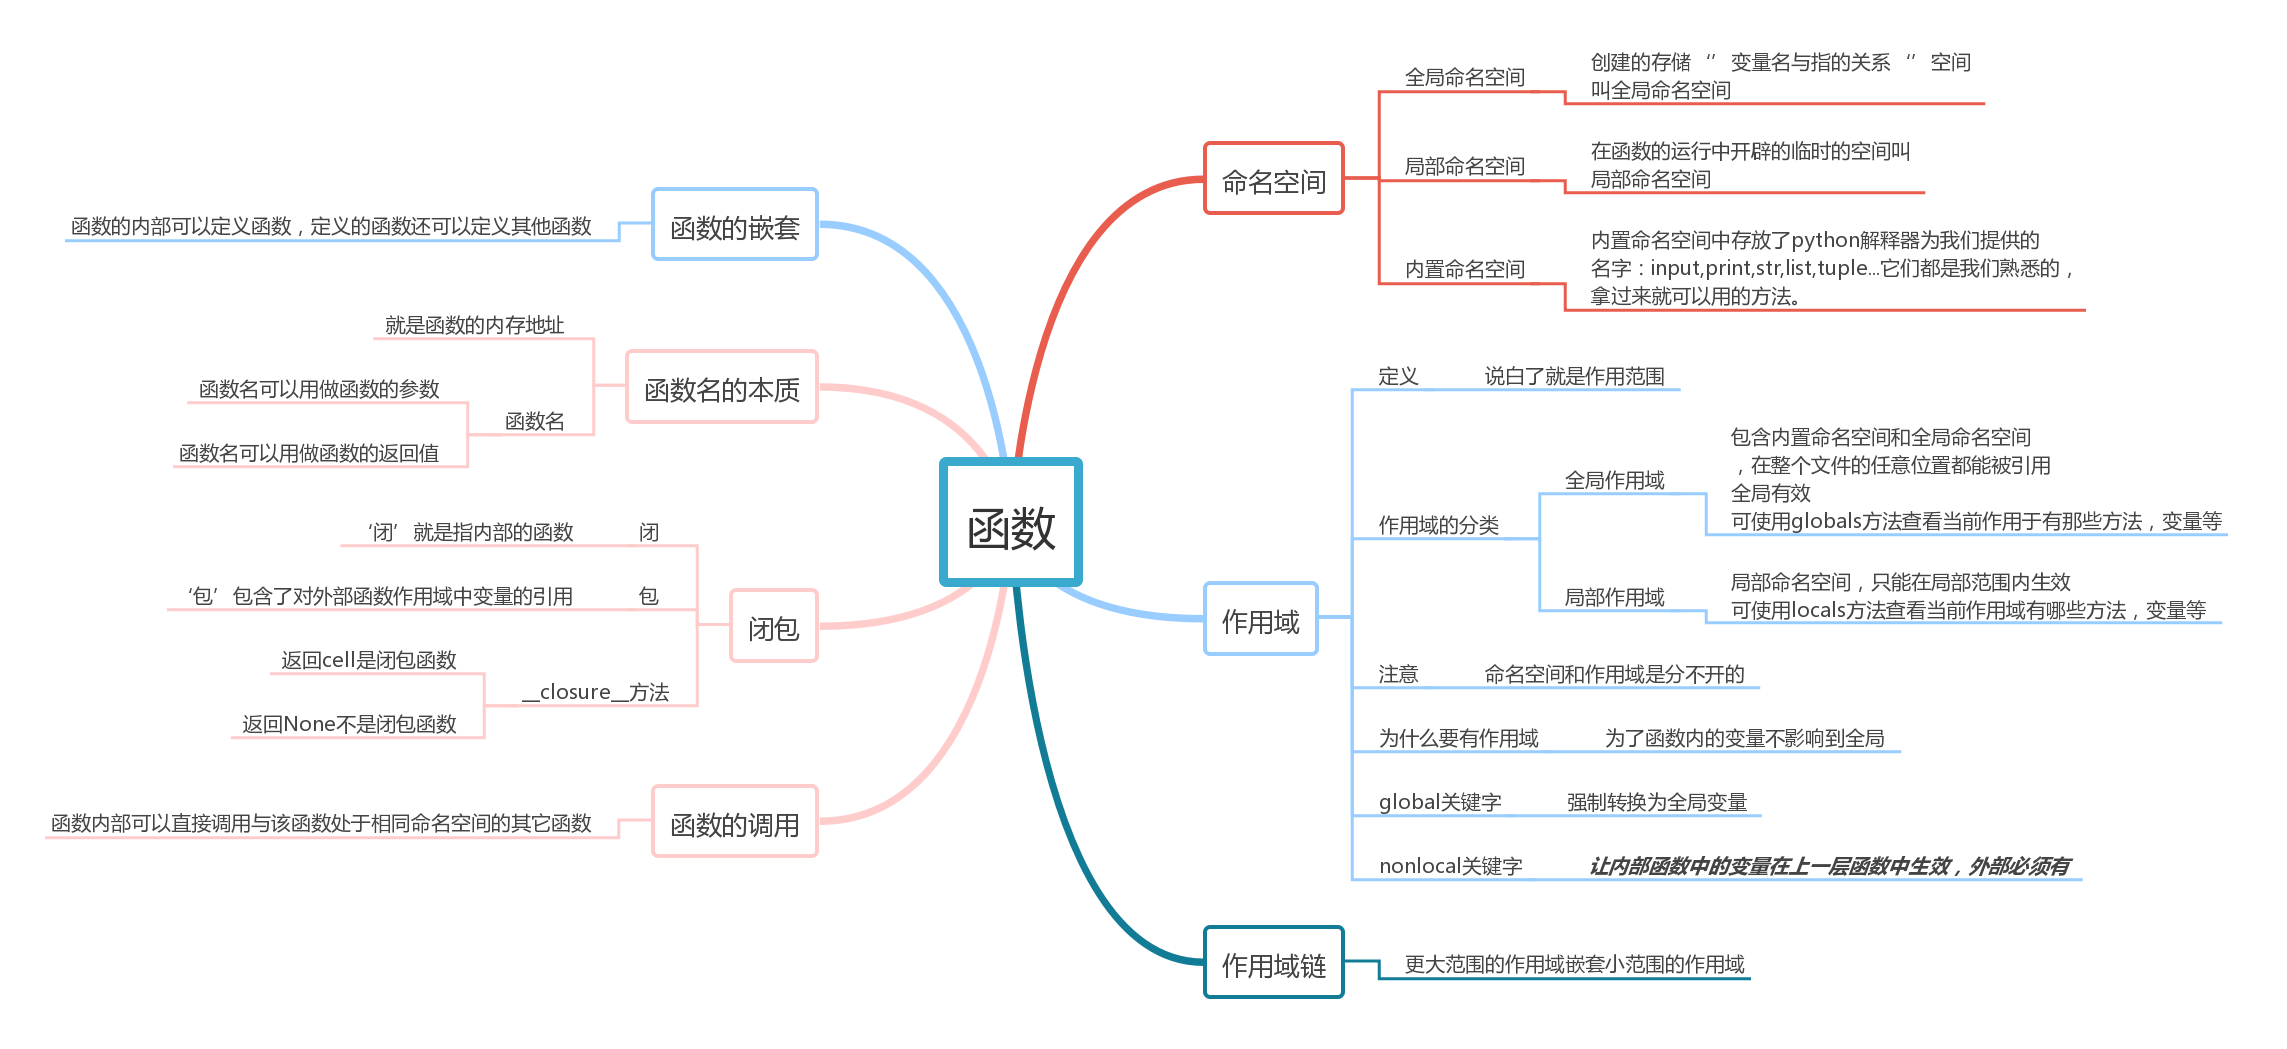 函数
命名空间
全局命名空间
创建的存储‘’变量名与指的关系‘’空间
叫全局命名空间
局部命名空间
在函数的运行中开辟的临时的空间叫
局部命名空间
内置命名空间
内置命名空间中存放了python解释器为我们提供的
名字：input,print,str,list,tuple...它们都是我们熟悉的，
拿过来就可以用的方法。
作用域
定义
说白了就是作用范围
作用域的分类
全局作用域
包含内置命名空间和全局命名空间
，在整个文件的任意位置都能被引用
全局有效
可使用globals方法查看当前作用于有那些方法，变量等
局部作用域
局部命名空间，只能在局部范围内生效
可使用locals方法查看当前作用域有哪些方法，变量等
注意
命名空间和作用域是分不开的
为什么要有作用域
为了函数内的变量不影响到全局
global关键字
强制转换为全局变量
nonlocal关键字
让内部函数中的变量在上一层函数中生效，外部必须有
作用域链
更大范围的作用域嵌套小范围的作用域
函数的嵌套
函数的内部可以定义函数，定义的函数还可以定义其他函数
函数名的本质
就是函数的内存地址
函数名
函数名可以用做函数的参数
函数名可以用做函数的返回值
闭包
闭
‘闭’就是指内部的函数
包
‘包’包含了对外部函数作用域中变量的引用
__closure__方法
返回cell是闭包函数
返回None不是闭包函数
函数的调用
函数内部可以直接调用与该函数处于相同命名空间的其它函数